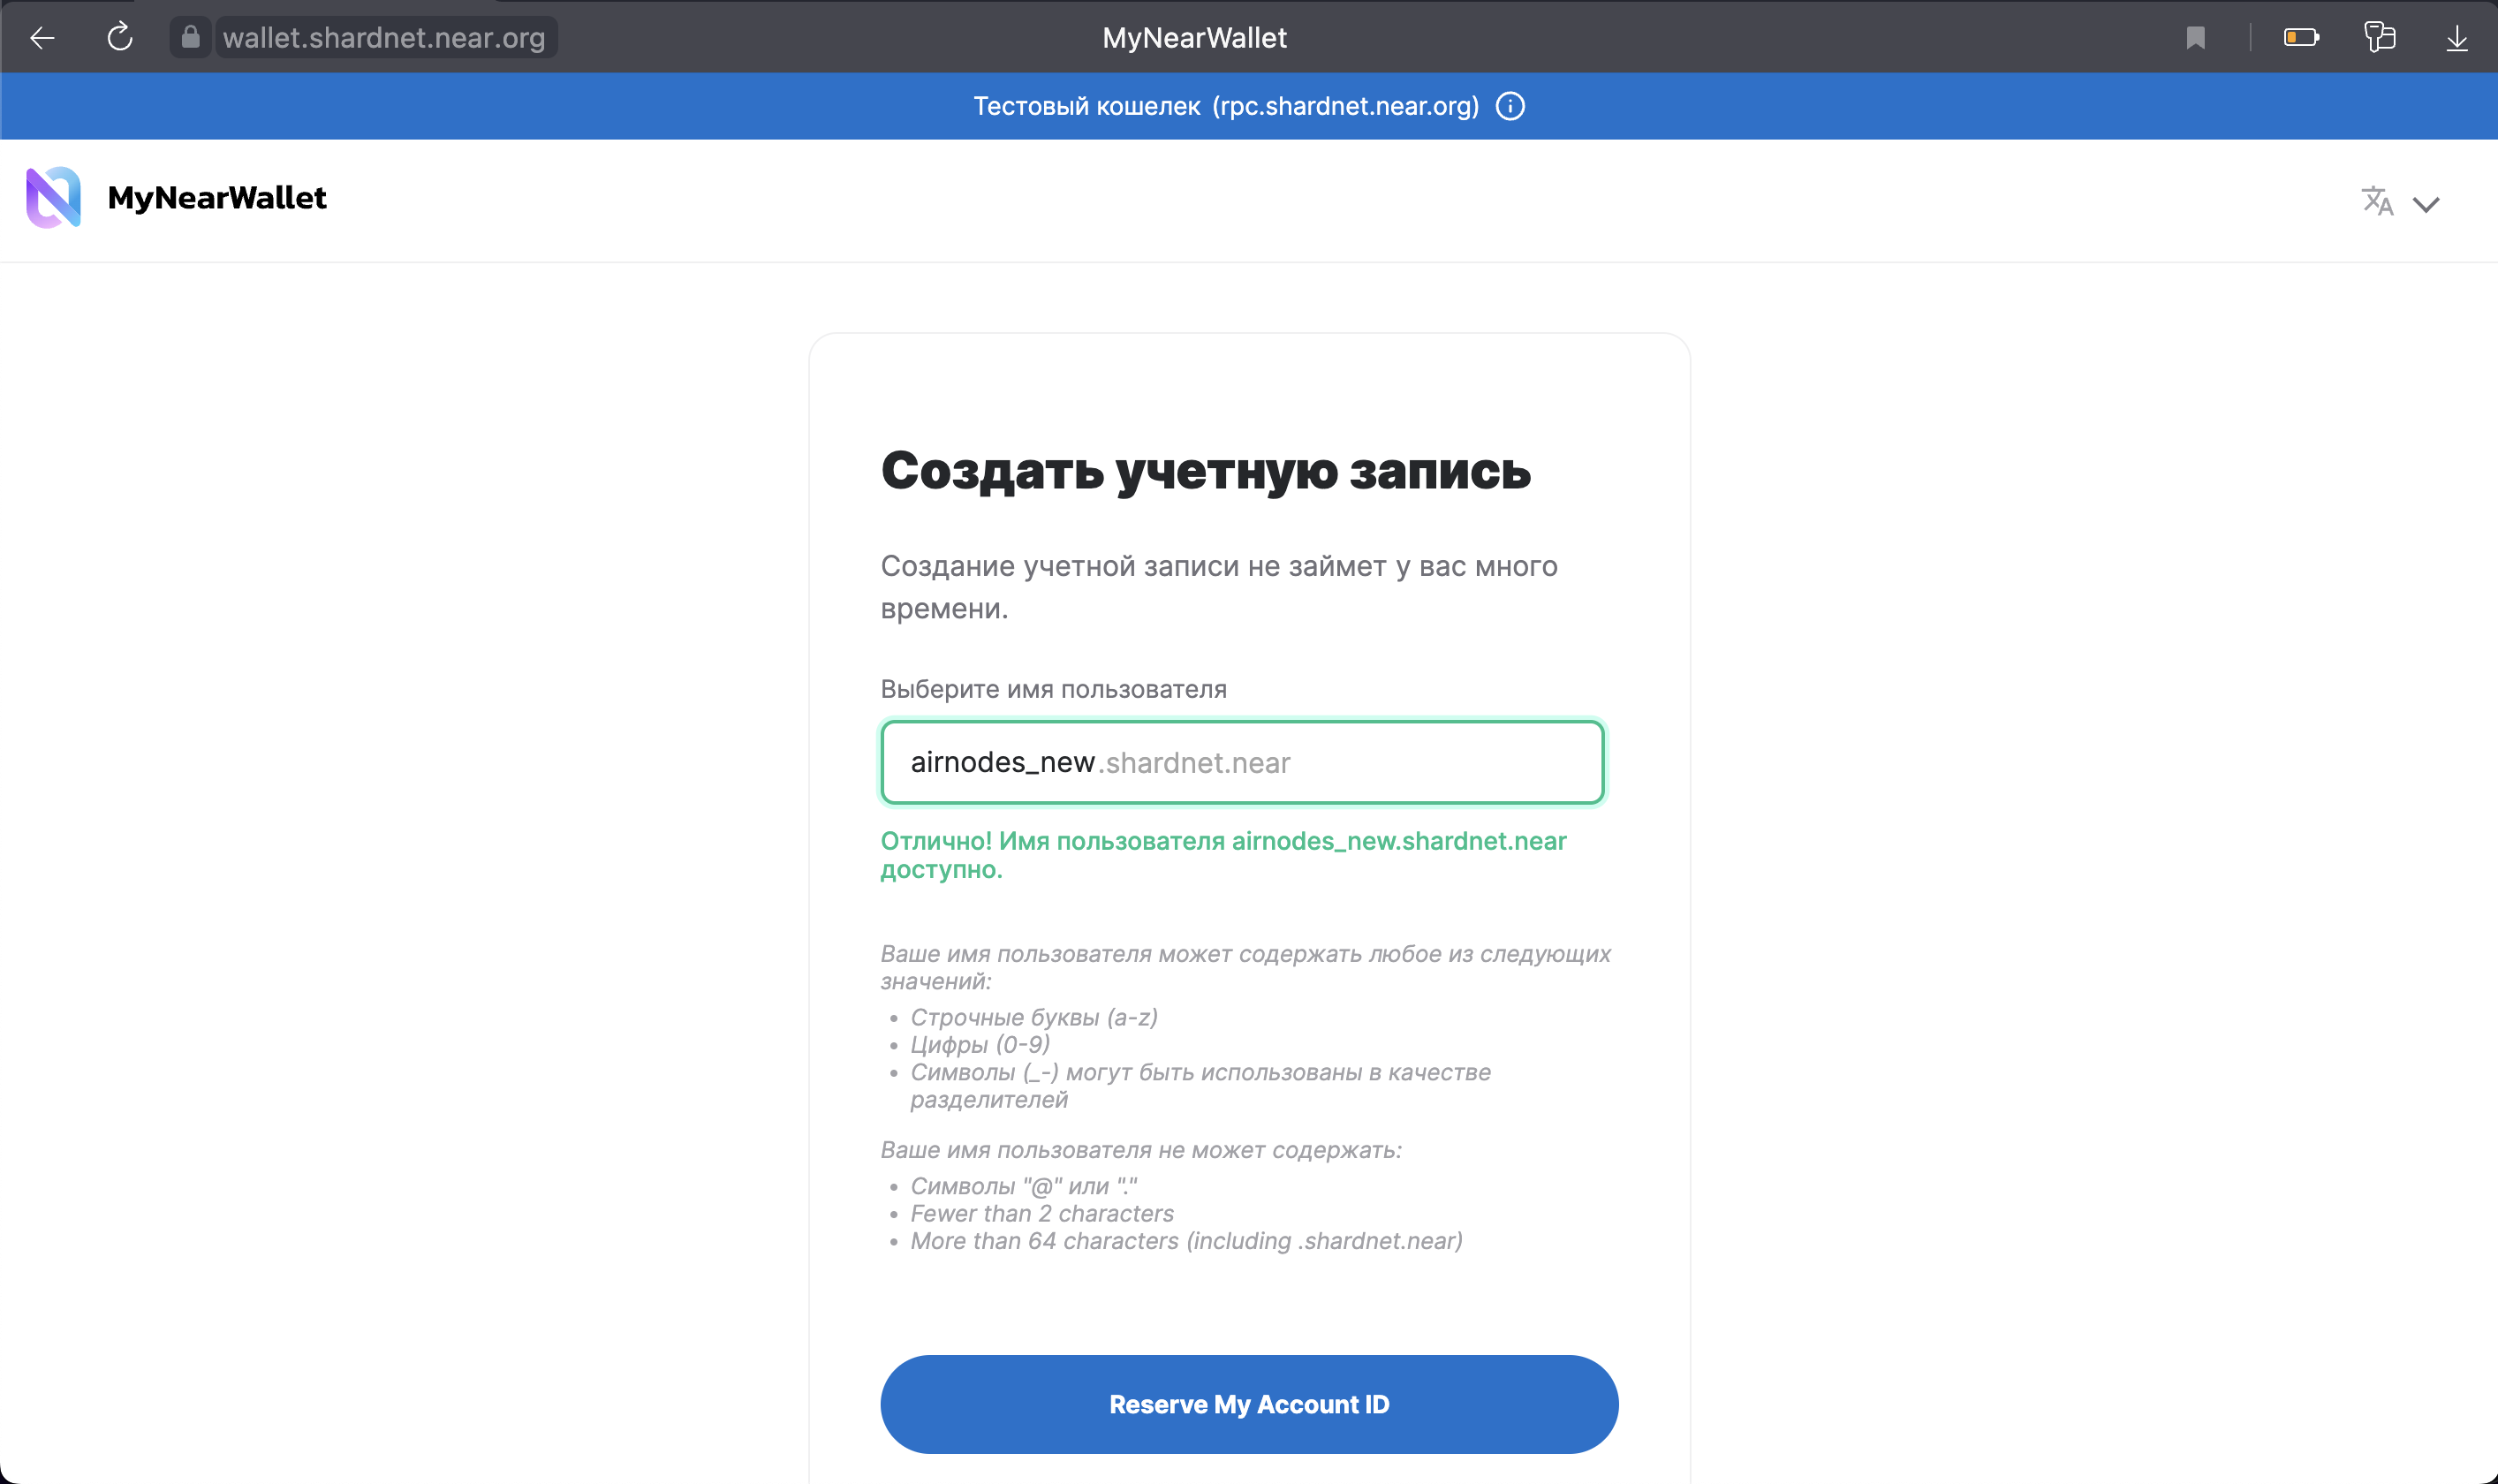 wallet.shardnet.near.org
MyNearWallet
Тестовый кошелек (rpc.shardnet.near.org)
MyNearWallet
Создать учетную запись
Создание учетной записи не займет у вас много
времени.
Выберите имя пользователя
airnodes_new.shardnet.near
Отлично! Имя пользователя airnodes_new.shardnet.near
доступно.
Ваше имя пользователя может содержать любое из следующих
значений:
• Строчные буквы (a-z)
• Цифры (0-9)
• Символы (_-) могут быть использованы в качестве
разделителей
Ваше имя пользователя не может содержать:
• Символы "@" или "."
• Fewer than 2 characters
• More than 64 characters (including .shardnet.near)
Reserve My Account ID